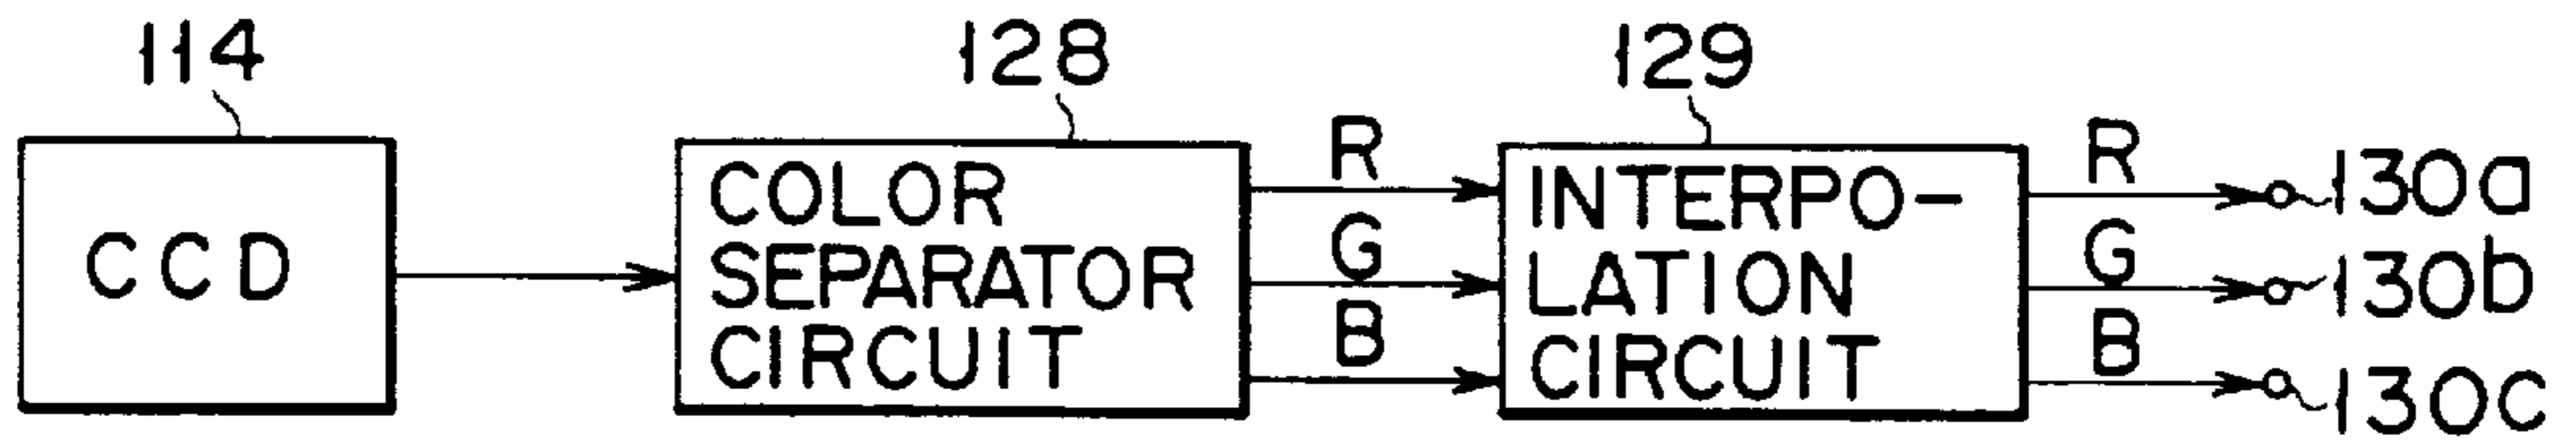 114
128
129
CCD
COLOR
SEPARATOR
CIRCUIT
R
G
B
INTERPO-
LATION
CIRCUIT
R
G
B
130a
130b
130c